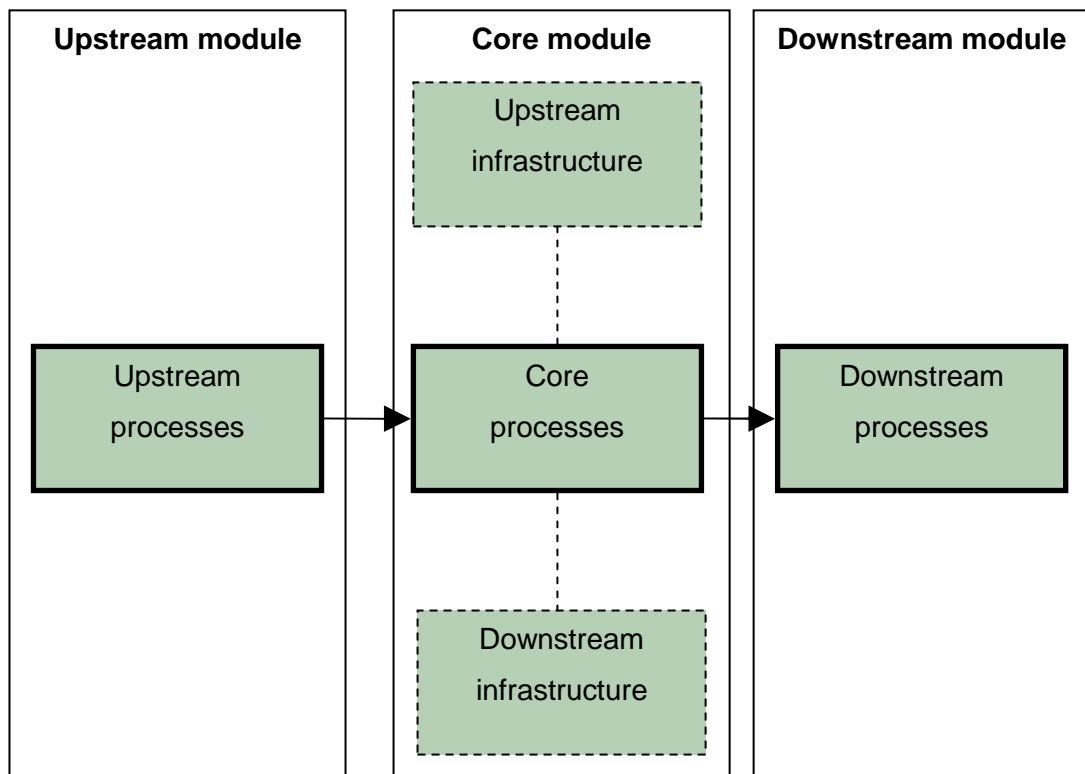 Upstream module
Core module
Downstream module
Upstream
infrastructure
Upstream
processes
Core
processes
Downstream
processes
Downstream
infrastructure